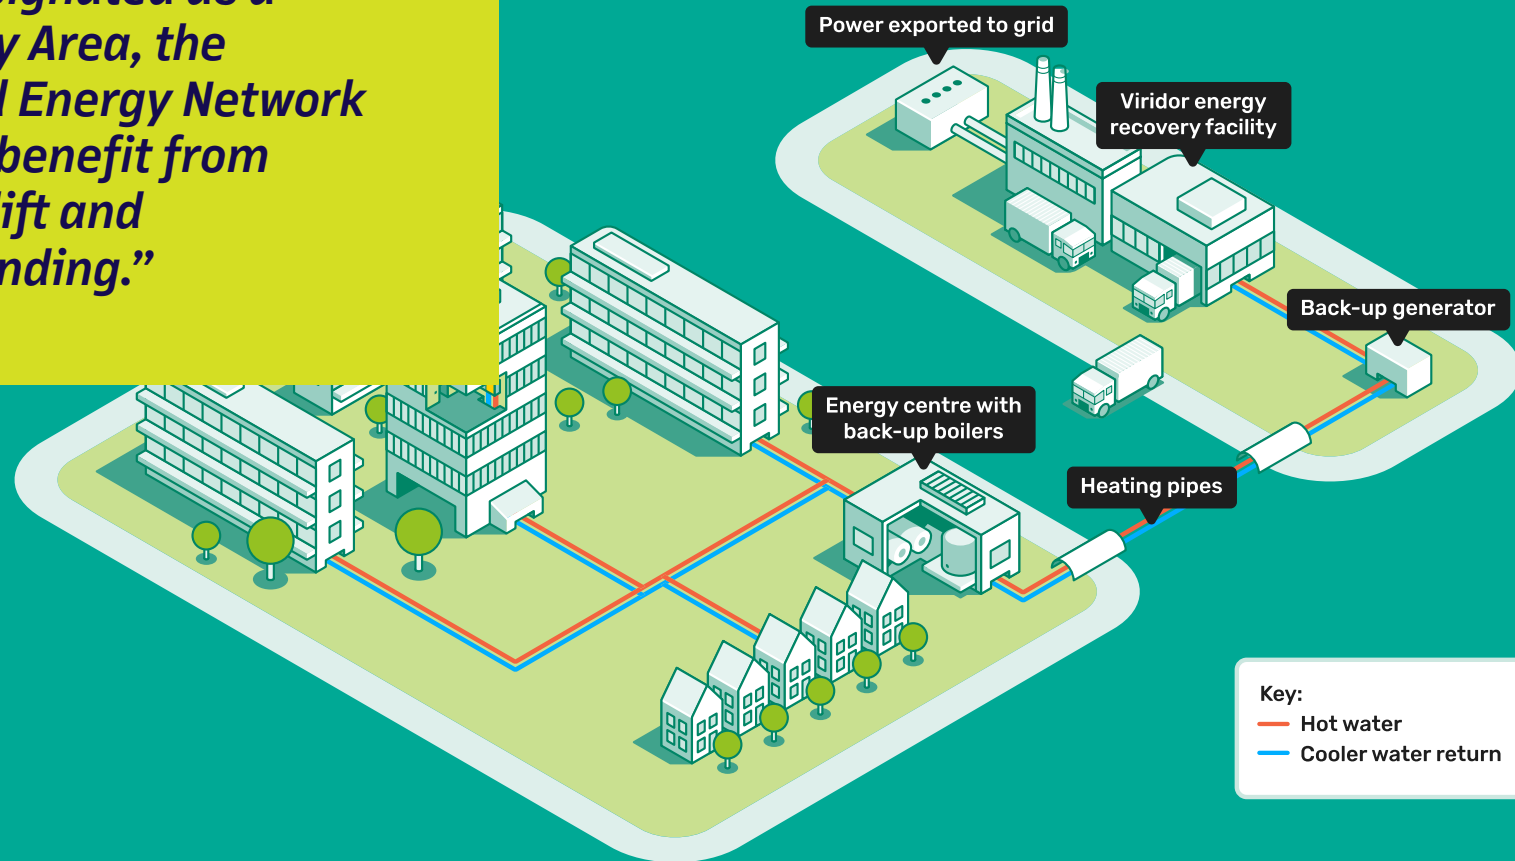 y Area, the
l Energy Network
benefit from
and
nding.”
Power exported to grid
Viridor energy
recovery facility
Back-up generator
Energy centre with
back-up boilers
Heating pipes
Key:
Hot water
Cooler water return